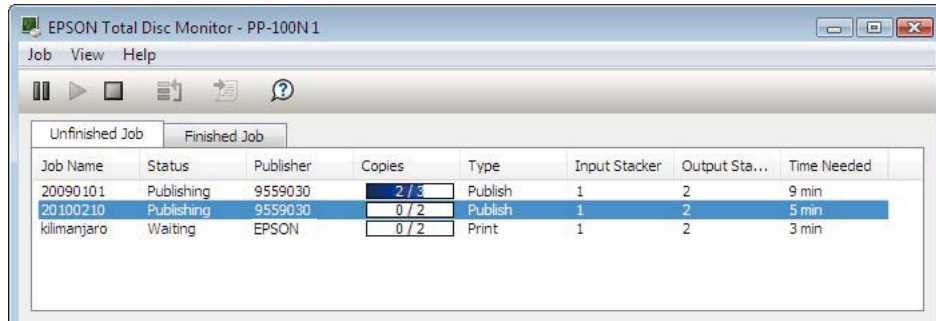 EPSON Total Disc Monitor - PP-100N 1
Job View Help
Unfinished Job Finished Job
Job Name Status Publisher Copies Type Input Stacker Output Sta... Time Needed
20090101 Publishing 9559030 2 / 3 Publish 1 2 9 min
20100210 Publishing 9559030 0 / 2 Publish 1 2 5 min
kilimanjaro Waiting EPSON 0 / 2 Print 1 2 3 min